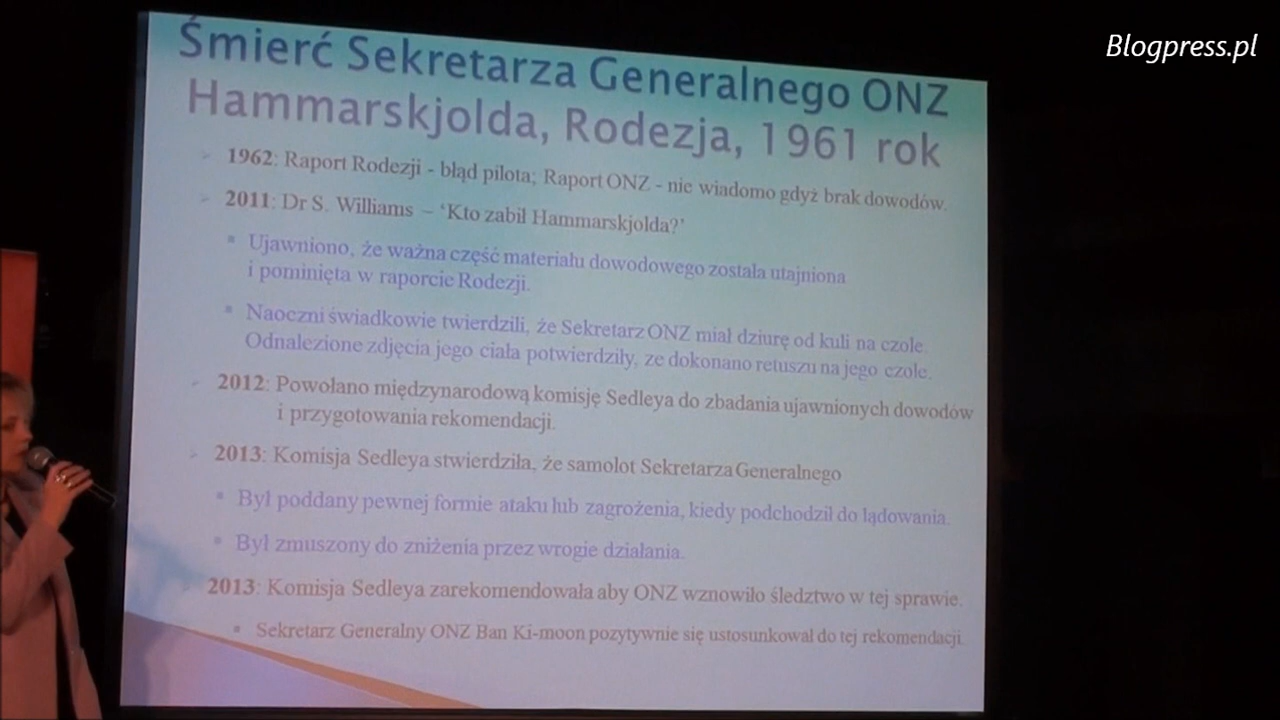 Blogpress.pl
Śmierć Sekretarza Generalnego ONZ
Hammarskjolda, Rodezja, 1961 rok
1962: Raport Rodezji - błąd pilota; Raport ONZ - nie wiadomo gdyż brak dowodów.
2011: Dr S. Williams – ‘Kto zabił Hammarskjolda?’
Ujawniono, że ważna część materiału dowodowego została utajniona
i pominięta w raporcie Rodezji.
Naoczni świadkowie twierdzili, że Sekretarz ONZ miał dziurę od kuli na czole.
Odnalezione zdjęcia jego ciała potwierdziły, ze dokonano retuszu na jego czole.
2012: Powołano międzynarodową komisję Sedleya do zbadania ujawnionych dowodów
i przygotowania rekomendacji.
2013: Komisja Sedleya stwierdziła, że samolot Sekretarza Generalnego
Był poddany pewnej formie ataku lub zagrożenia, kiedy podchodził do lądowania.
Był zmuszony do zniżenia przez wrogie działania.
2013: Komisja Sedleya zarekomendowała aby ONZ wznowiło śledztwo w tej sprawie.
Sekretarz Generalny ONZ Ban Ki-moon pozytywnie się ustosunkował do tej rekomendacji.